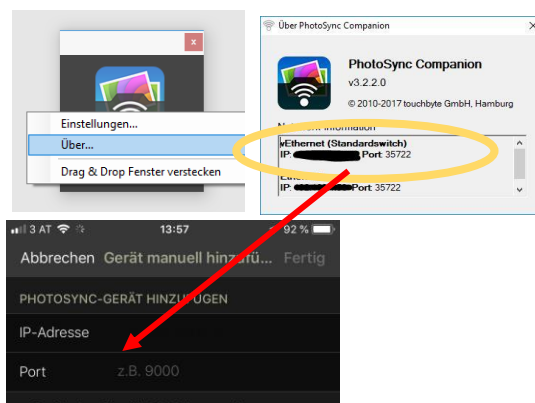 x
Einstellungen...
Über...
Drag & Drop Fenster verstecken
Über PhotoSync Companion
PhotoSync Companion
v3.2.2.0
© 2010-2017 touchbyte GmbH, Hamburg
Network Information
vEthernet (Standardswitch)
IP: Port: 35722
IP: Port: 35722
3 AT 13:57 92 %
Abbrechen Gerät manuell hinzufü... Fertig
PHOTOSYNC-GERÄT HINZUFÜGEN
IP-Adresse
Port z.B. 9000